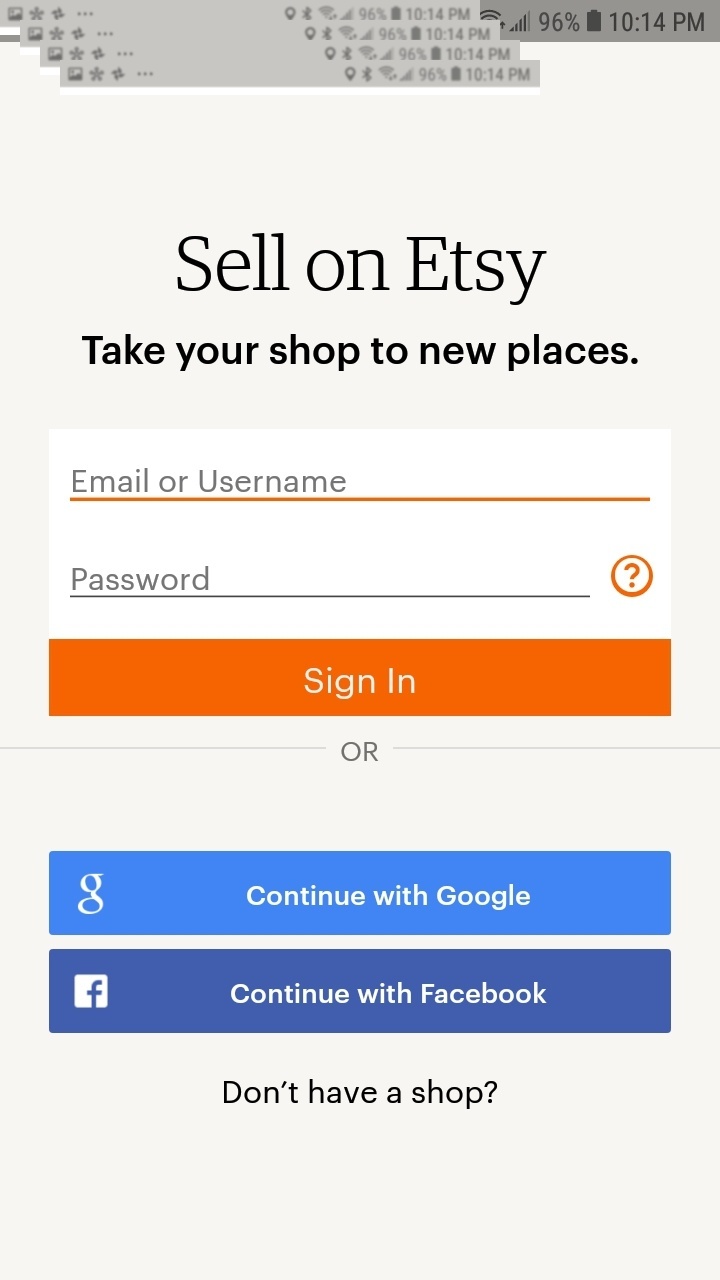 96% 10:14 PM
96% 10:14 PM
96% 10:14 PM
96% 10:14 PM
96% 10:14 PM
Sell on Etsy
Take your shop to new places.
Email or Username
Password
?
Sign In
OR
g Continue with Google
f Continue with Facebook
Don't have a shop?